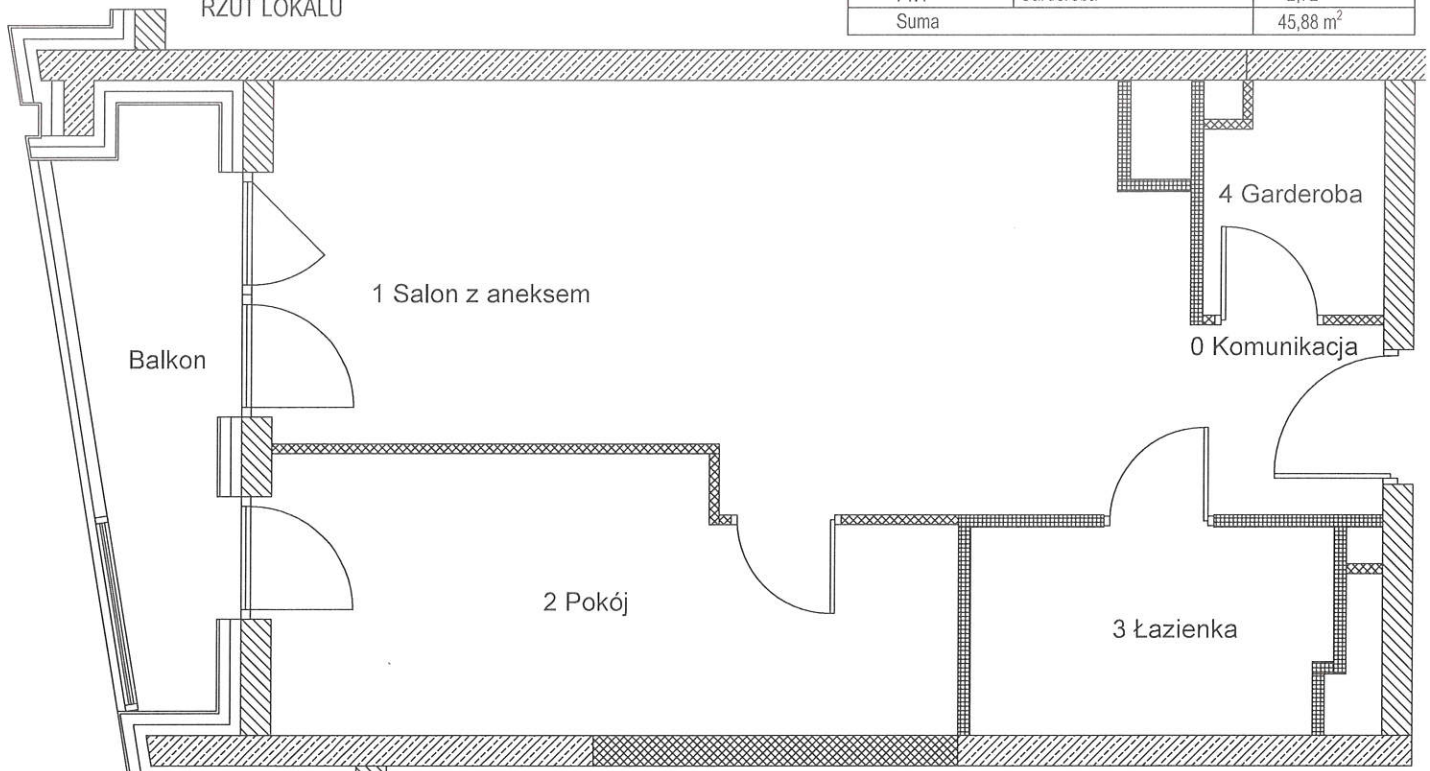 RZUT LOKALU
Suma 45,88 m²
4 Garderoba
1 Salon z aneksem
0 Komunikacja
Balkon
2 Pokój
3 Łazienka